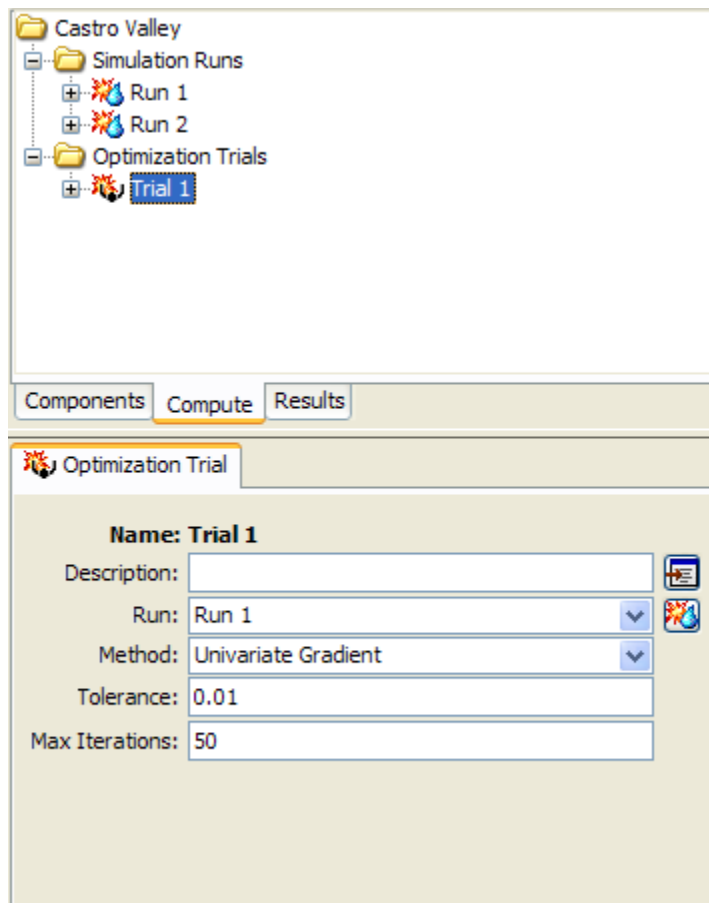 Castro Valley
Simulation Runs
Run 1
Run 2
Optimization Trials
Trial 1
Components Compute Results
Optimization Trial
Name: Trial 1
Description:
Run: Run 1
Method: Univariate Gradient
Tolerance: 0.01
Max Iterations: 50